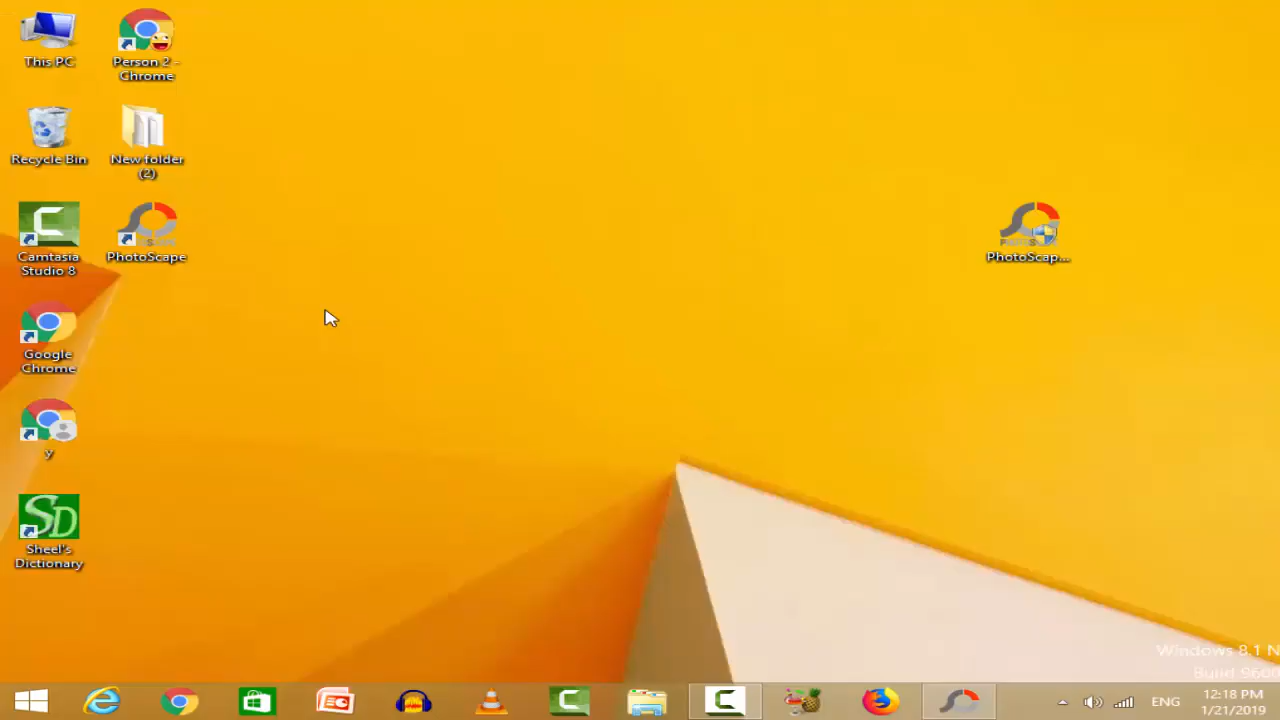 This PC
Person 2 -
Chrome
Recycle Bin
New folder
(2)
Camtasia
Studio 8
PhotoScape
PhotoScap...
Google
Chrome
y
SD
Sheel's
Dictionary
Windows 8.1 N
Build 9600
ENG
12:18 PM
1/21/2019